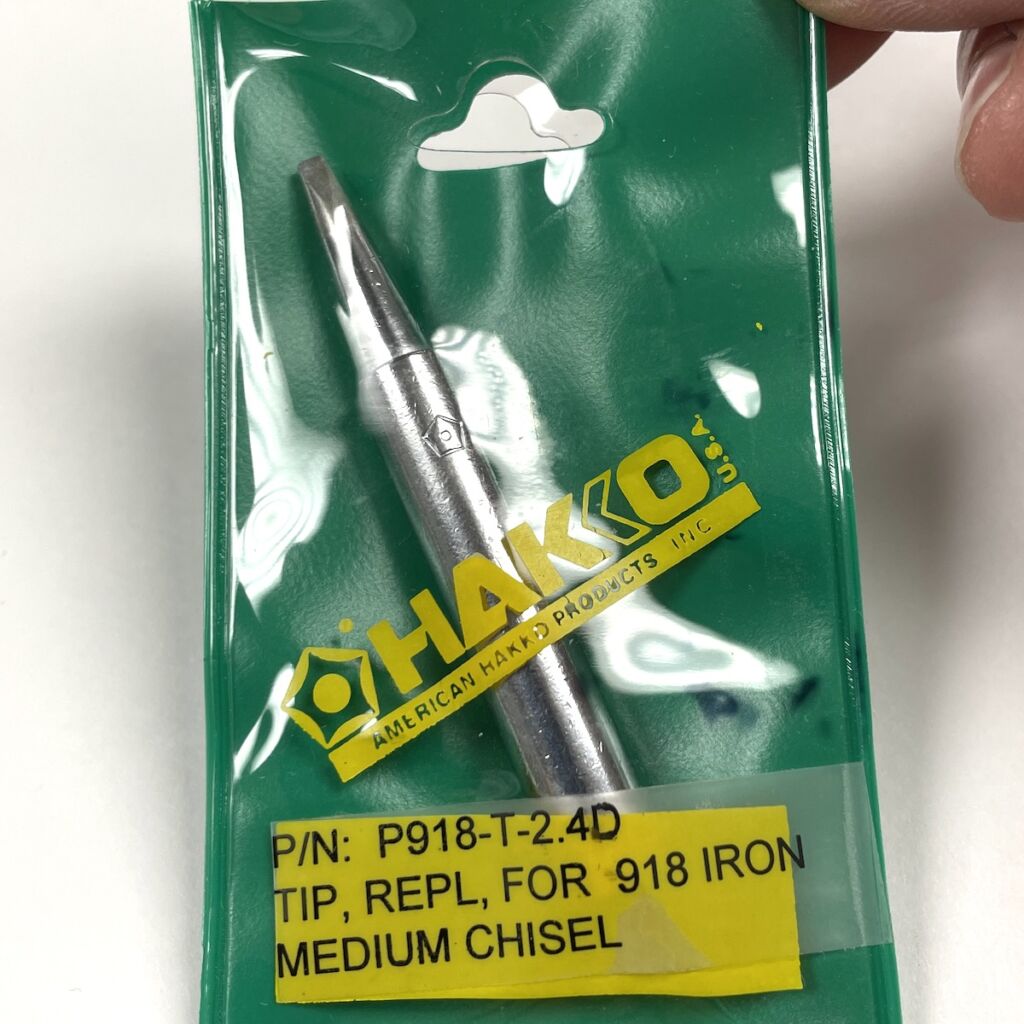 HAKKO U.S.A.
AMERICAN HAKKO PRODUCTS INC
P/N: P918-T-2.4D
TIP, REPL, FOR 918 IRON
MEDIUM CHISEL